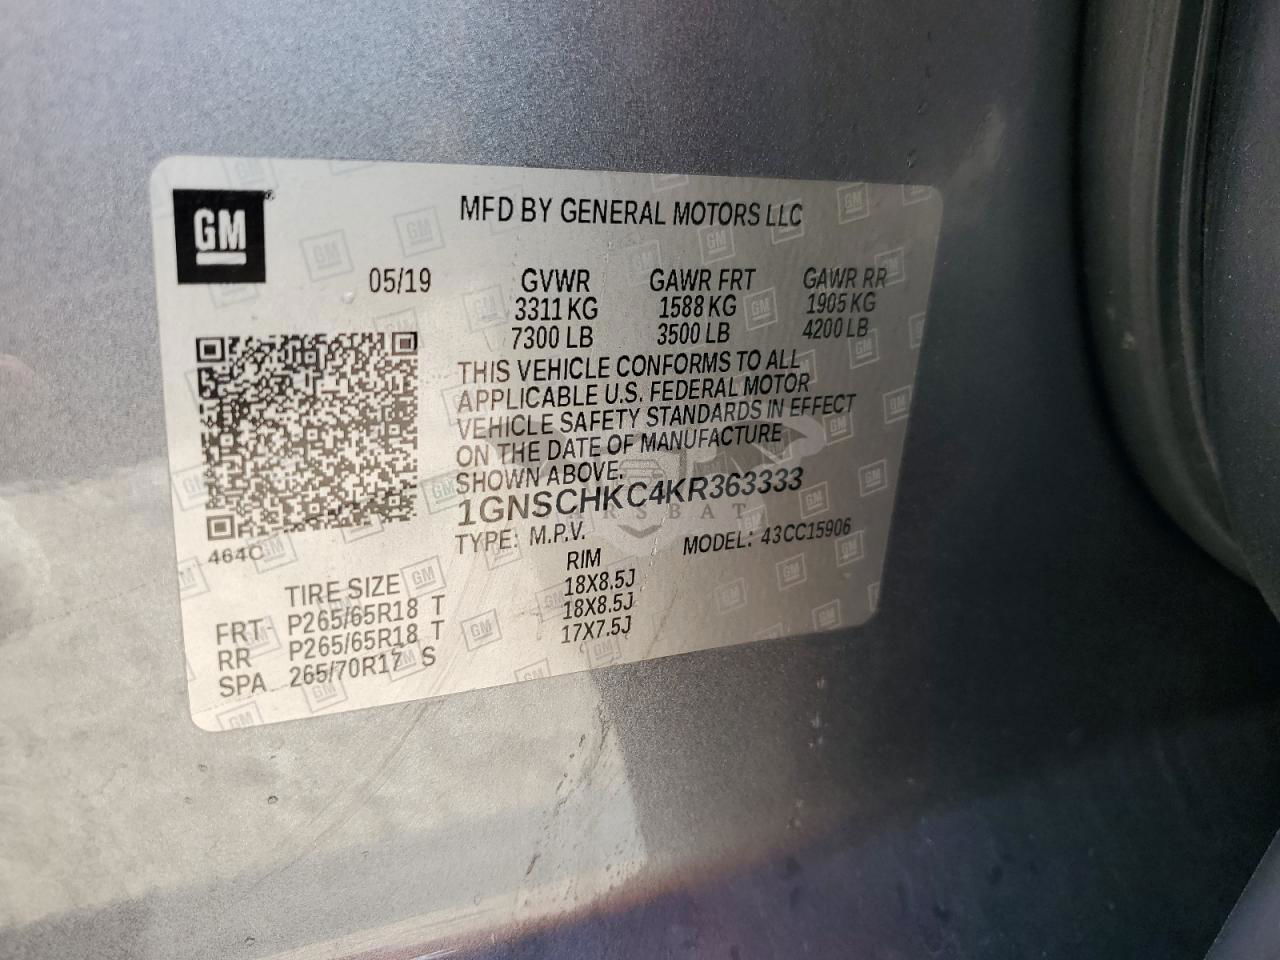 GM
MFD BY GENERAL MOTORS LLC
05/19 GVWR GAWR FRT GAWR RR
3311 KG 1588 KG 1905 KG
7300 LB 3500 LB 4200 LB
THIS VEHICLE CONFORMS TO ALL
APPLICABLE U.S. FEDERAL MOTOR
VEHICLE SAFETY STANDARDS IN EFFECT
ON THE DATE OF MANUFACTURE
SHOWN ABOVE.
1GNSCHKC4KR363333
TYPE: M.P.V. MODEL: 43CC15906
464C
TIRE SIZE RIM
FRT P265/65R18 T 18X8.5J
RR P265/65R18 T 18X8.5J
SPA 265/70R17 S 17X7.5J